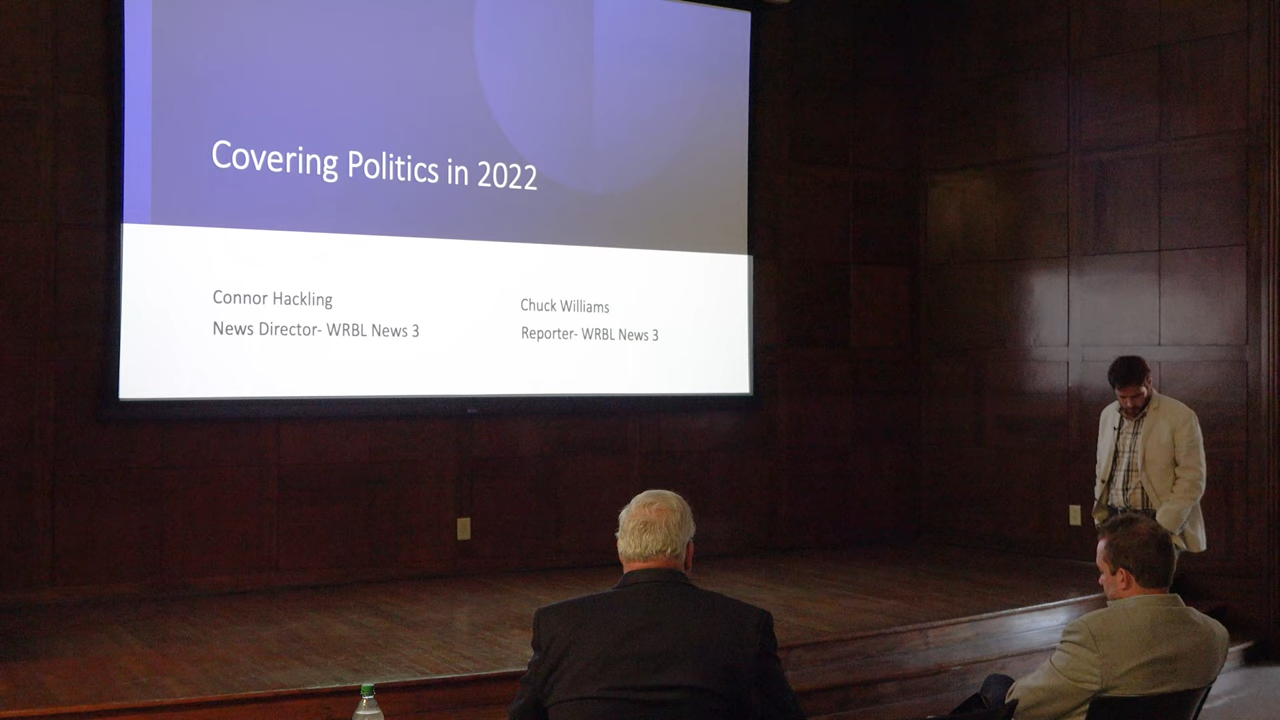 Covering Politics in 2022
Connor Hackling
News Director- WRBL News 3
Chuck Williams
Reporter- WRBL News 3